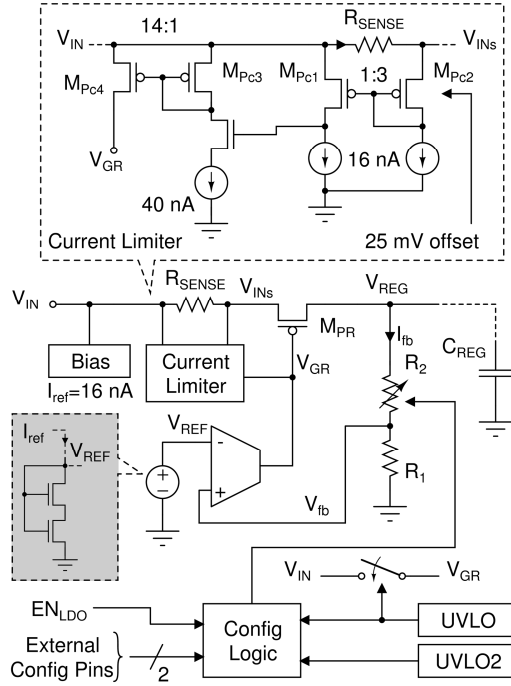 14:1
R_SENSE
V_IN
V_INs
M_Pc4
M_Pc3
M_Pc1
1:3
M_Pc2
V_GR
16 nA
40 nA
Current Limiter
25 mV offset
R_SENSE
V_INs
V_REG
V_IN
M_PR
I_fb
C_REG
Bias
Current
Limiter
V_GR
R_2
I_ref=16 nA
I_ref
V_REF
V_REF
-
+
-
+
V_fb
R_1
V_IN
V_GR
EN_LDO
Config
Logic
UVLO
External
Config Pins
2
UVLO2